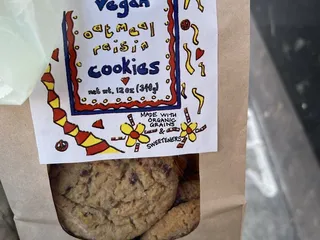 Vegan
oatmeal
raisin
cookies
net wt. 12 oz (340g)
MADE WITH
ORGANIC
GRAINS
&
SWEETENERS